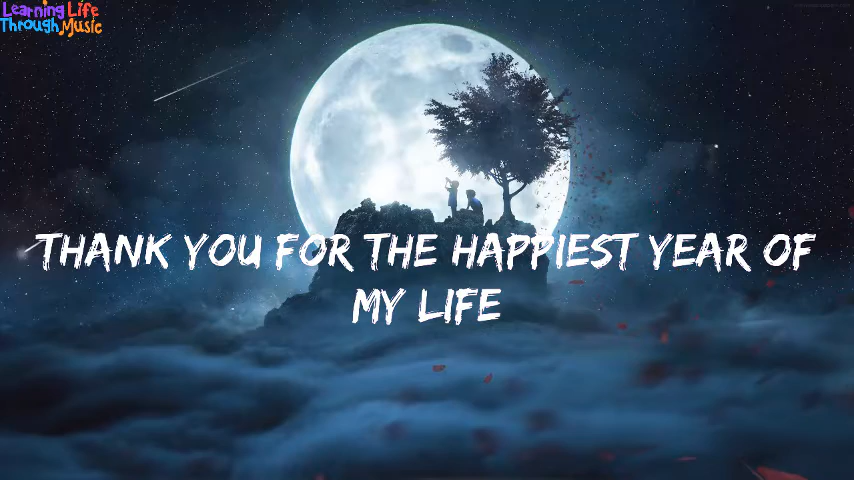 Learning Life
Through Music
THANK YOU FOR THE HAPPIEST YEAR OF
MY LIFE